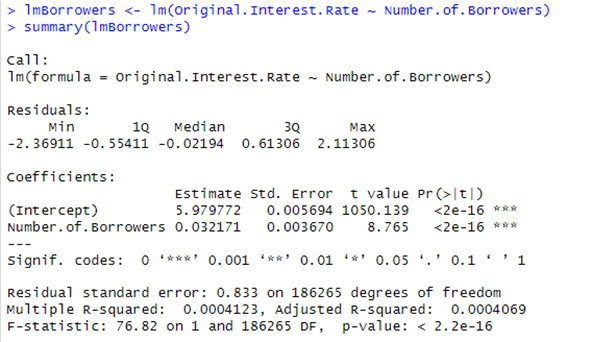 > lmBorrowers <- lm(Original.Interest.Rate ~ Number.of.Borrowers)
> summary(lmBorrowers)
Call:
lm(formula = Original.Interest.Rate ~ Number.of.Borrowers)
Residuals:
     Min       1Q   Median       3Q      Max
-2.36911 -0.55411 -0.02194  0.61306  2.11306
Coefficients:
                    Estimate Std. Error  t value Pr(>|t|)
(Intercept)         5.979772   0.005694 1050.139   <2e-16 ***
Number.of.Borrowers 0.032171   0.003670    8.765   <2e-16 ***
---
Signif. codes:  0 ‘***’ 0.001 ‘**’ 0.01 ‘*’ 0.05 ‘.’ 0.1 ‘ ’ 1
Residual standard error: 0.833 on 186265 degrees of freedom
Multiple R-squared:  0.0004123, Adjusted R-squared:  0.0004069
F-statistic: 76.82 on 1 and 186265 DF,  p-value: < 2.2e-16